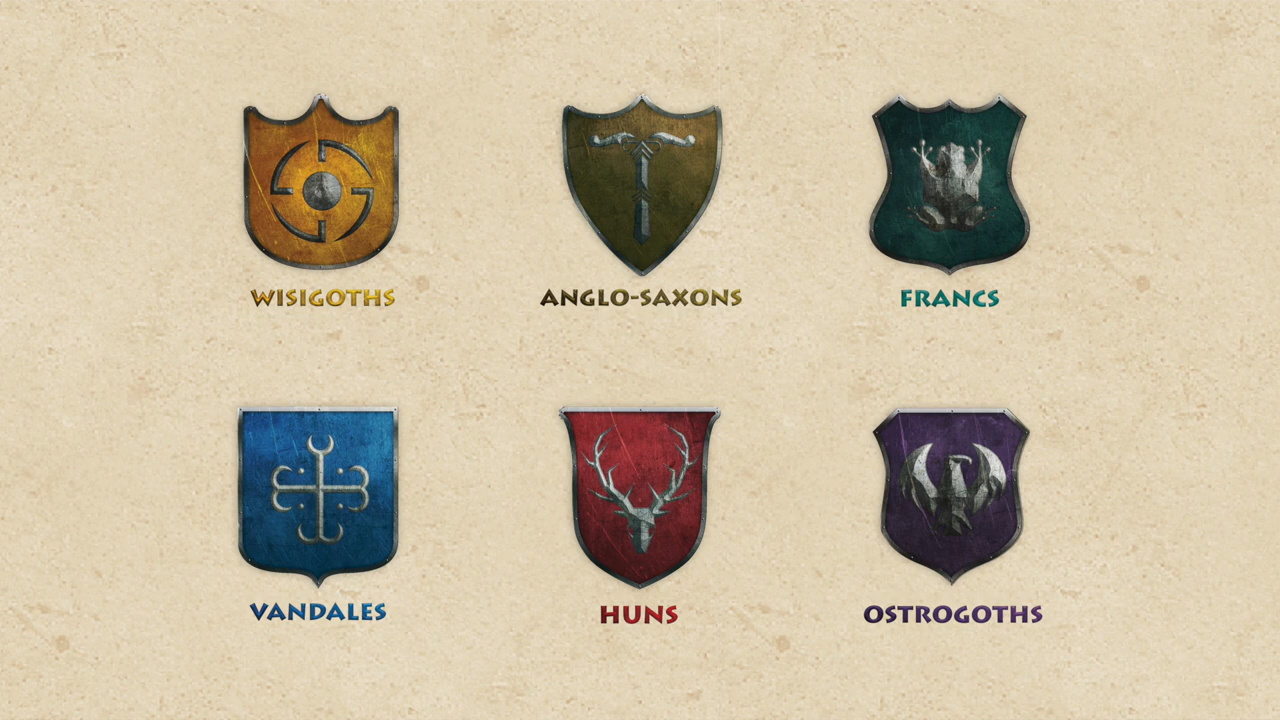 WISIGOTHS
ANGLO-SAXONS
FRANCS
VANDALES
HUNS
OSTROGOTHS